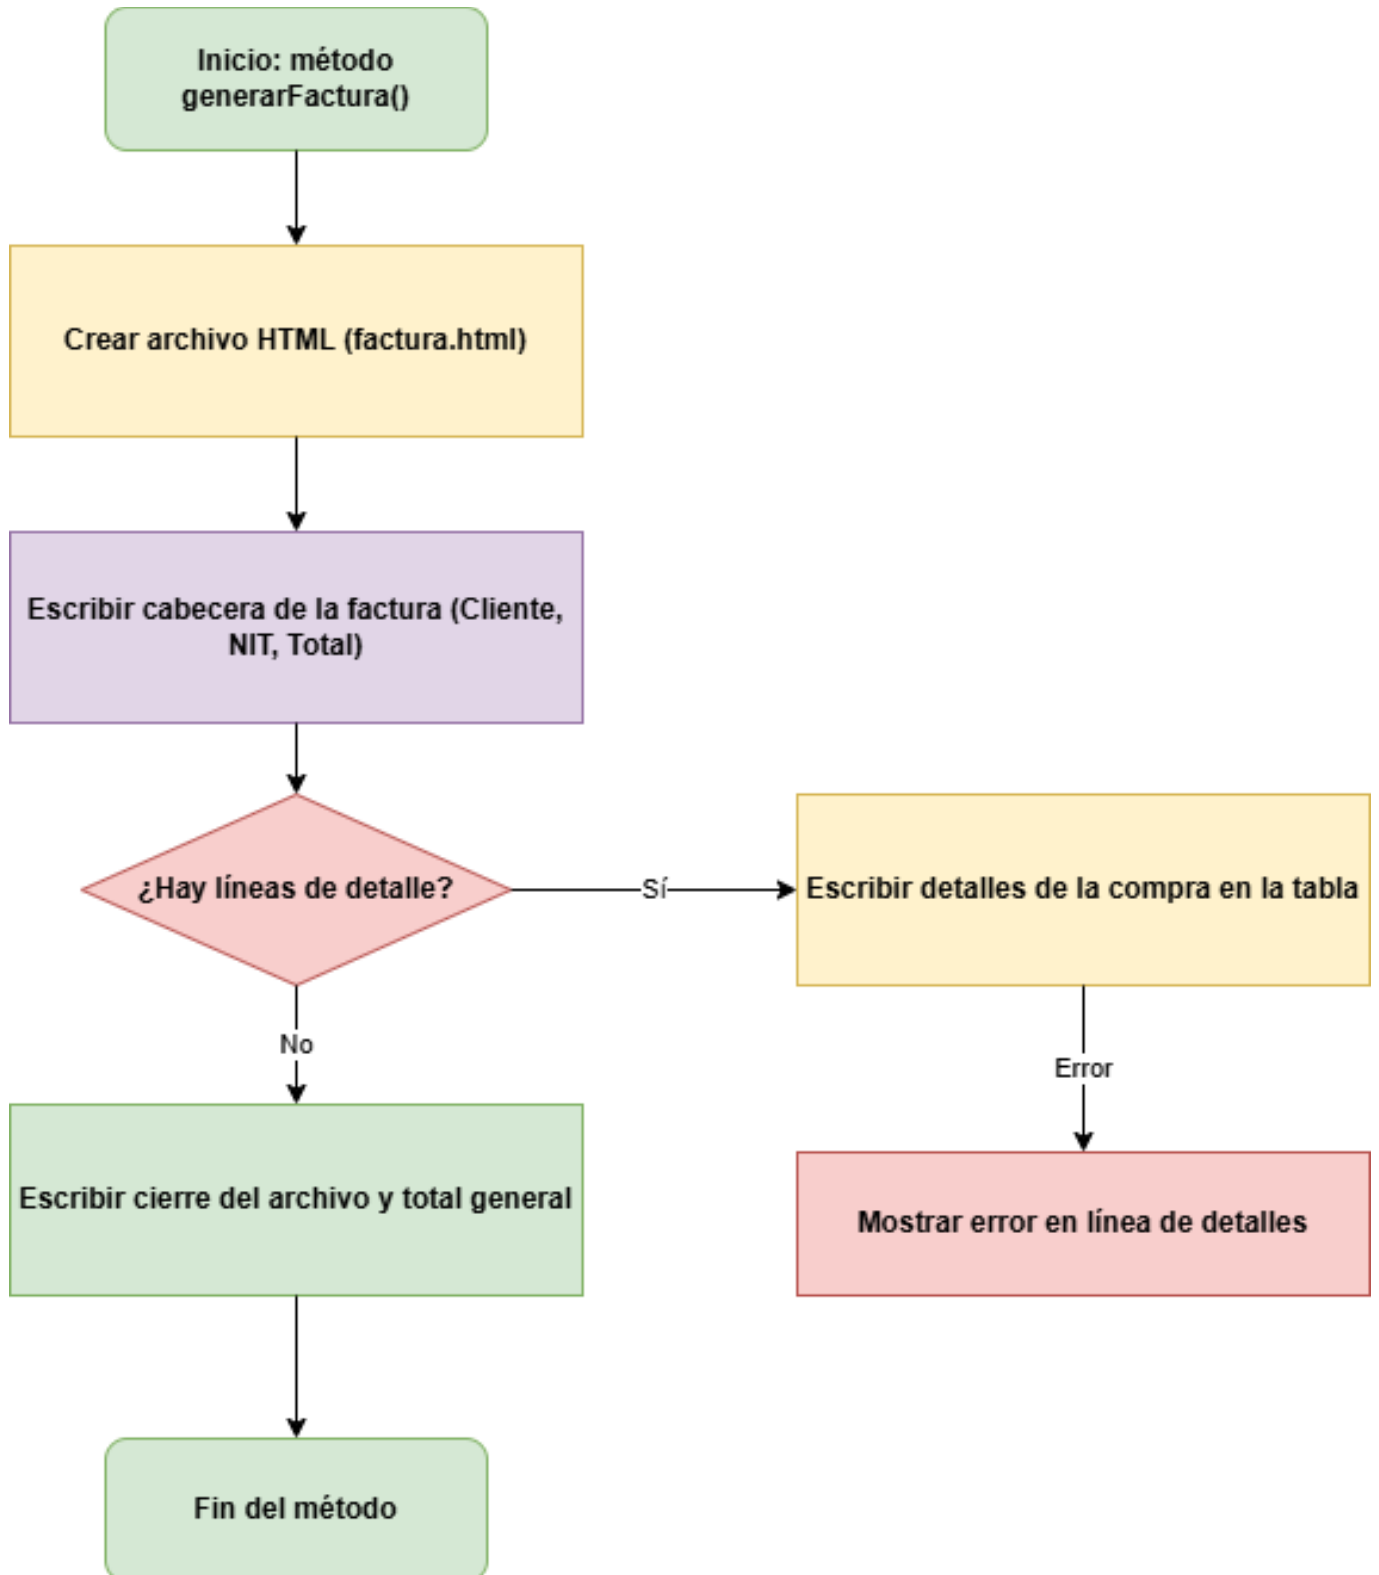 Inicio: método
generarFactura()
Crear archivo HTML (factura.html)
Escribir cabecera de la factura (Cliente,
NIT, Total)
¿Hay líneas de detalle?
Sí
Escribir detalles de la compra en la tabla
No
Error
Escribir cierre del archivo y total general
Mostrar error en línea de detalles
Fin del método